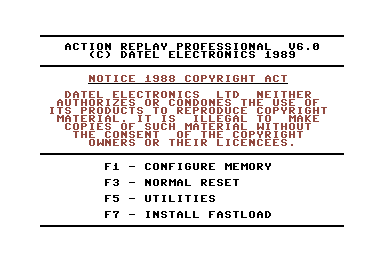 ACTION REPLAY PROFESSIONAL V6.0
(C) DATEL ELECTRONICS 1989
NOTICE 1988 COPYRIGHT ACT
DATEL ELECTRONICS LTD NEITHER
AUTHORIZES OR CONDONES THE USE OF
ITS PRODUCTS TO REPRODUCE COPYRIGHT
MATERIAL. IT IS ILLEGAL TO MAKE
COPIES OF SUCH MATERIAL WITHOUT
THE CONSENT OF THE COPYRIGHT
OWNERS OR THEIR LICENCEES.
F1 - CONFIGURE MEMORY
F3 - NORMAL RESET
F5 - UTILITIES
F7 - INSTALL FASTLOAD